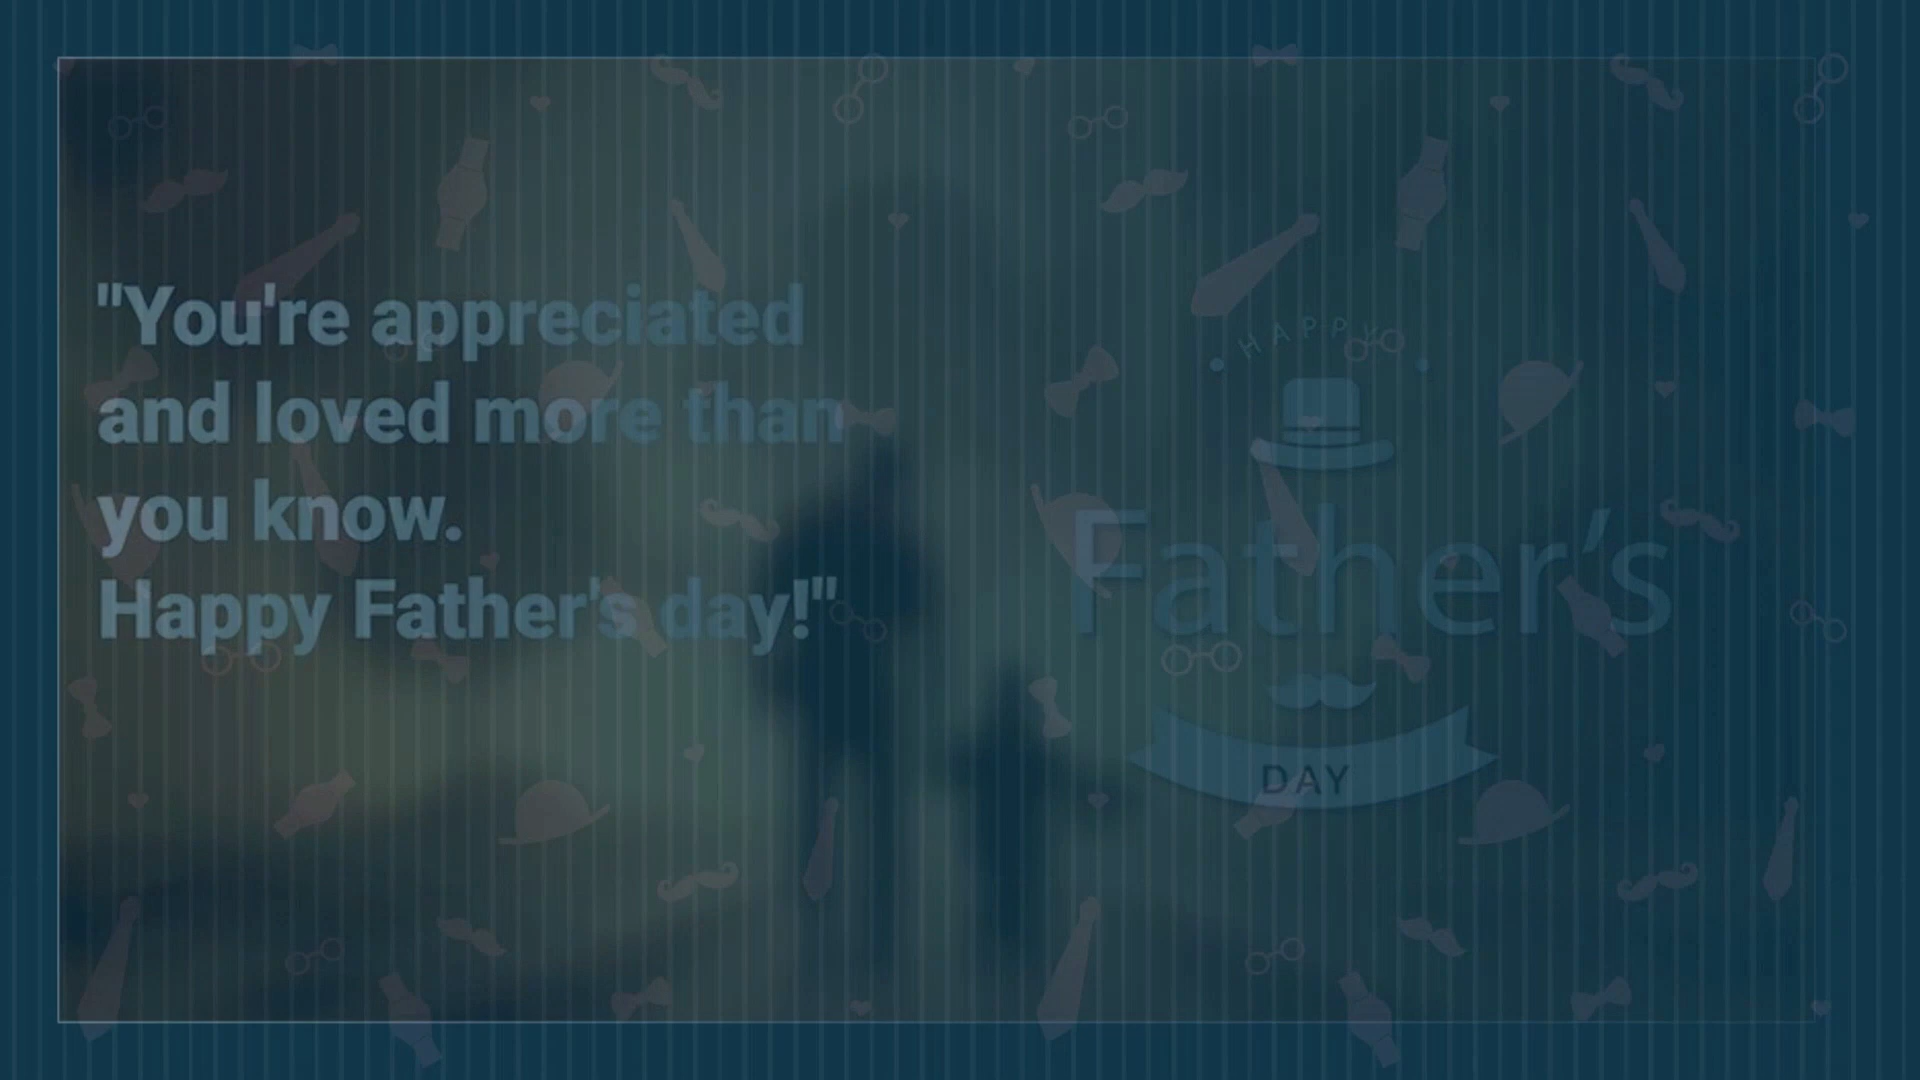 "You're appreciated
and loved more than
you know.
Happy Father's day!"
HAPPY
Father's
DAY